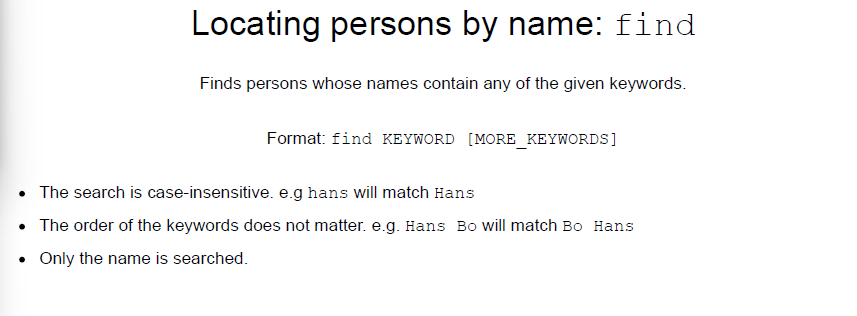 Locating persons by name: find
Finds persons whose names contain any of the given keywords.
Format: find KEYWORD [MORE_KEYWORDS]
• The search is case-insensitive. e.g hans will match Hans
• The order of the keywords does not matter. e.g. Hans Bo will match Bo Hans
• Only the name is searched.